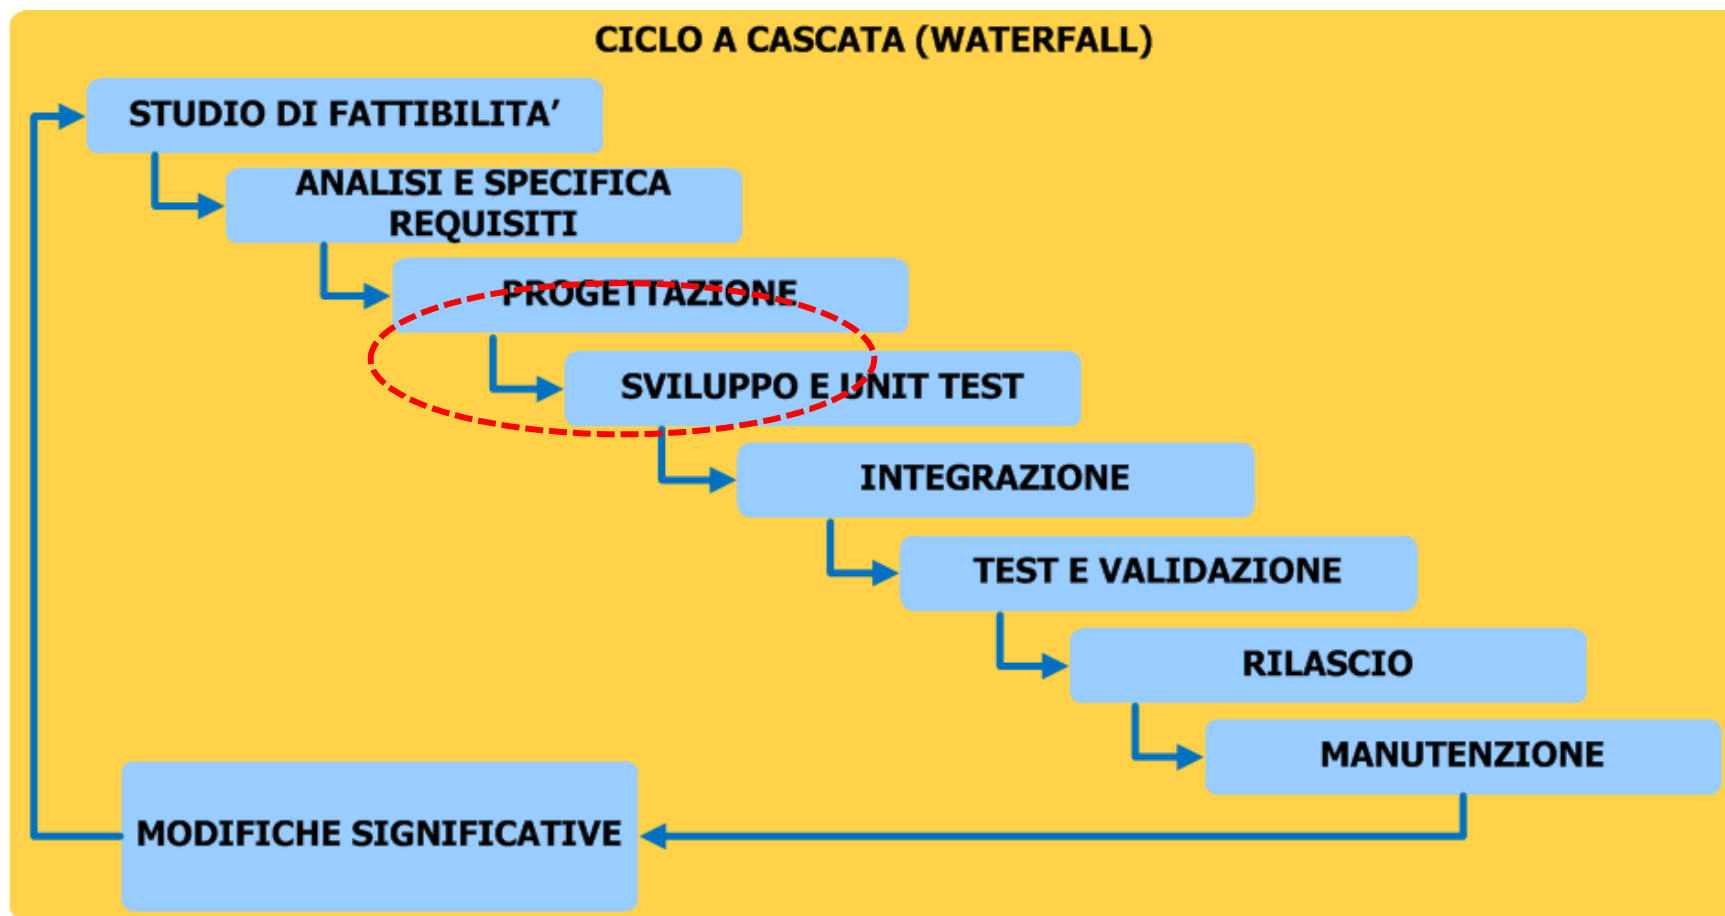 CICLO A CASCATA (WATERFALL)
STUDIO DI FATTIBILITA’
ANALISI E SPECIFICA
REQUISITI
PROGETTAZIONE
SVILUPPO E UNIT TEST
INTEGRAZIONE
TEST E VALIDAZIONE
RILASCIO
MANUTENZIONE
MODIFICHE SIGNIFICATIVE